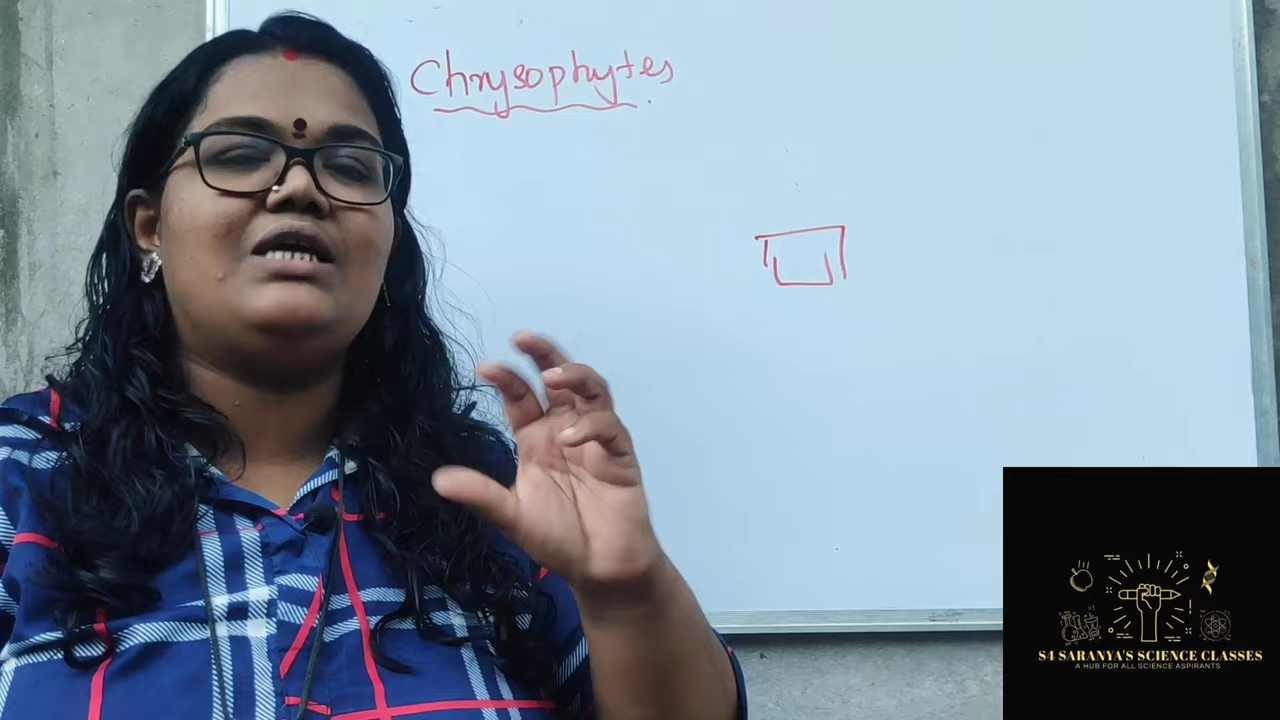 Chrysophytes
S4 SARANYA'S SCIENCE CLASSES
A HUB FOR ALL SCIENCE ASPIRANTS